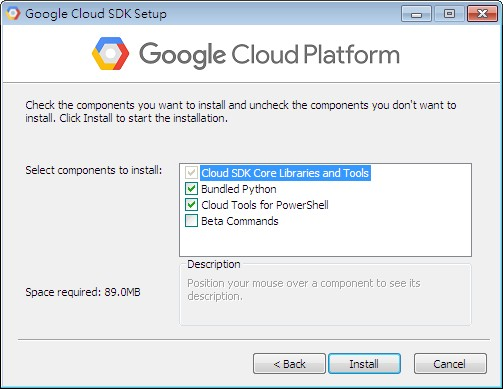 Google Cloud SDK Setup
Google Cloud Platform
Check the components you want to install and uncheck the components you don't want to
install. Click Install to start the installation.
Select components to install:
Cloud SDK Core Libraries and Tools
Bundled Python
Cloud Tools for PowerShell
Beta Commands
Description
Position your mouse over a component to see its
description.
Space required: 89.0MB
< Back
Install
Cancel